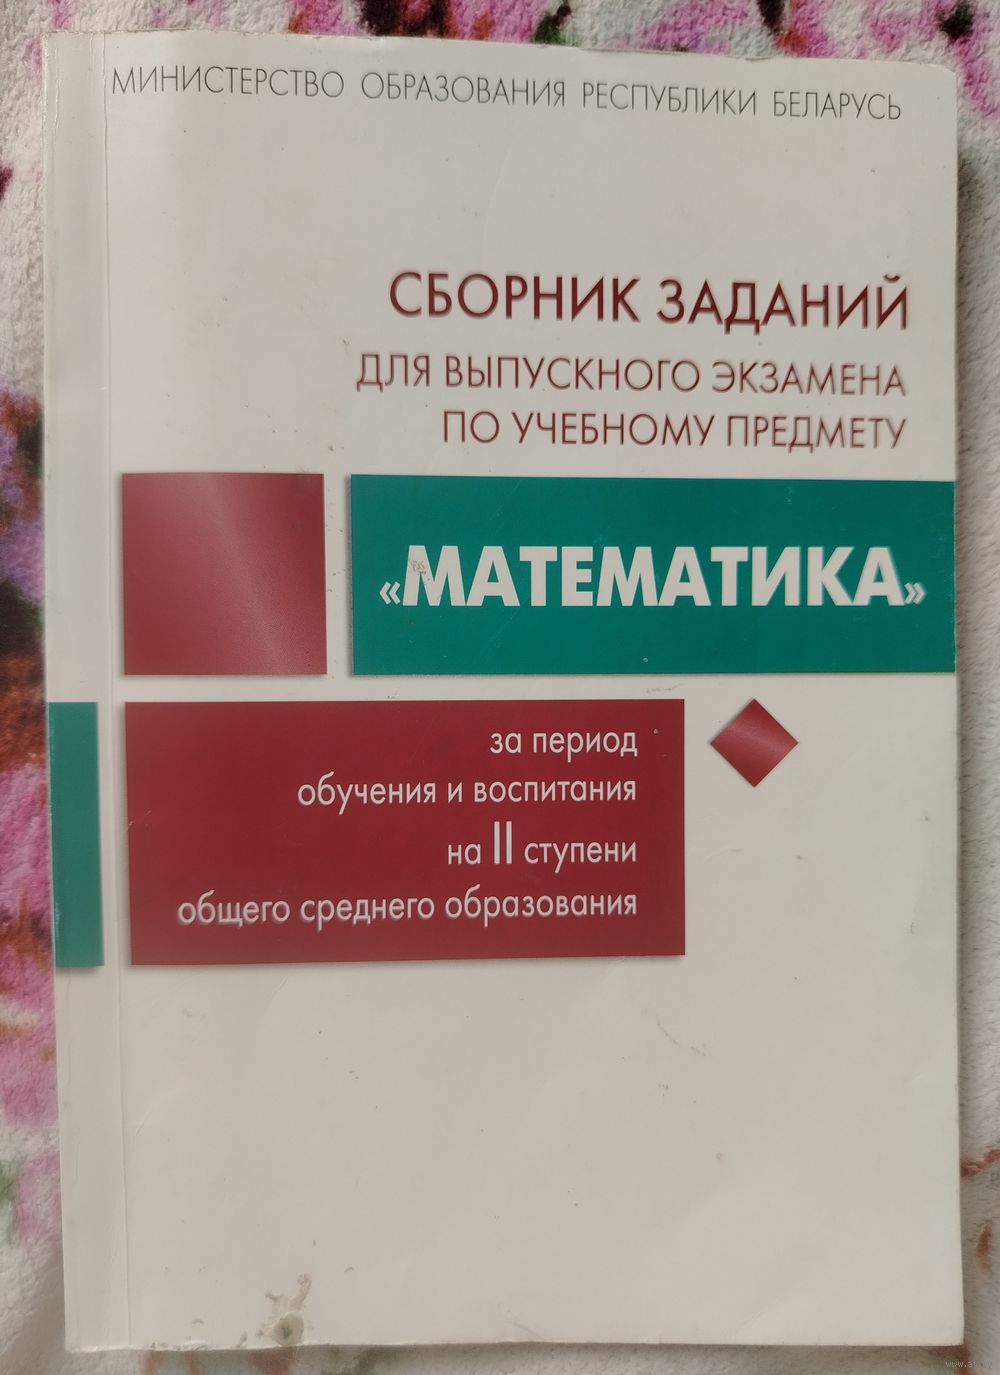 МИНИСТЕРСТВО ОБРАЗОВАНИЯ РЕСПУБЛИКИ БЕЛАРУСЬ
СБОРНИК ЗАДАНИЙ
ДЛЯ ВЫПУСКНОГО ЭКЗАМЕНА
ПО УЧЕБНОМУ ПРЕДМЕТУ
«МАТЕМАТИКА»
за период
обучения и воспитания
на II ступени
общего среднего образования